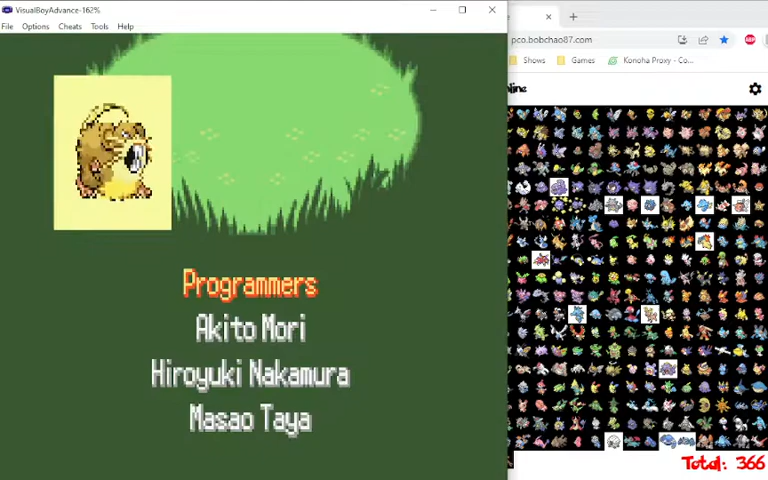 VisualBoyAdvance-162%
File Options Cheats Tools Help
Programmers
Akito Mori
Hiroyuki Nakamura
Masao Taya
pco.bobchao87.com
Shows Games Konoha Proxy - Co...
Total: 366